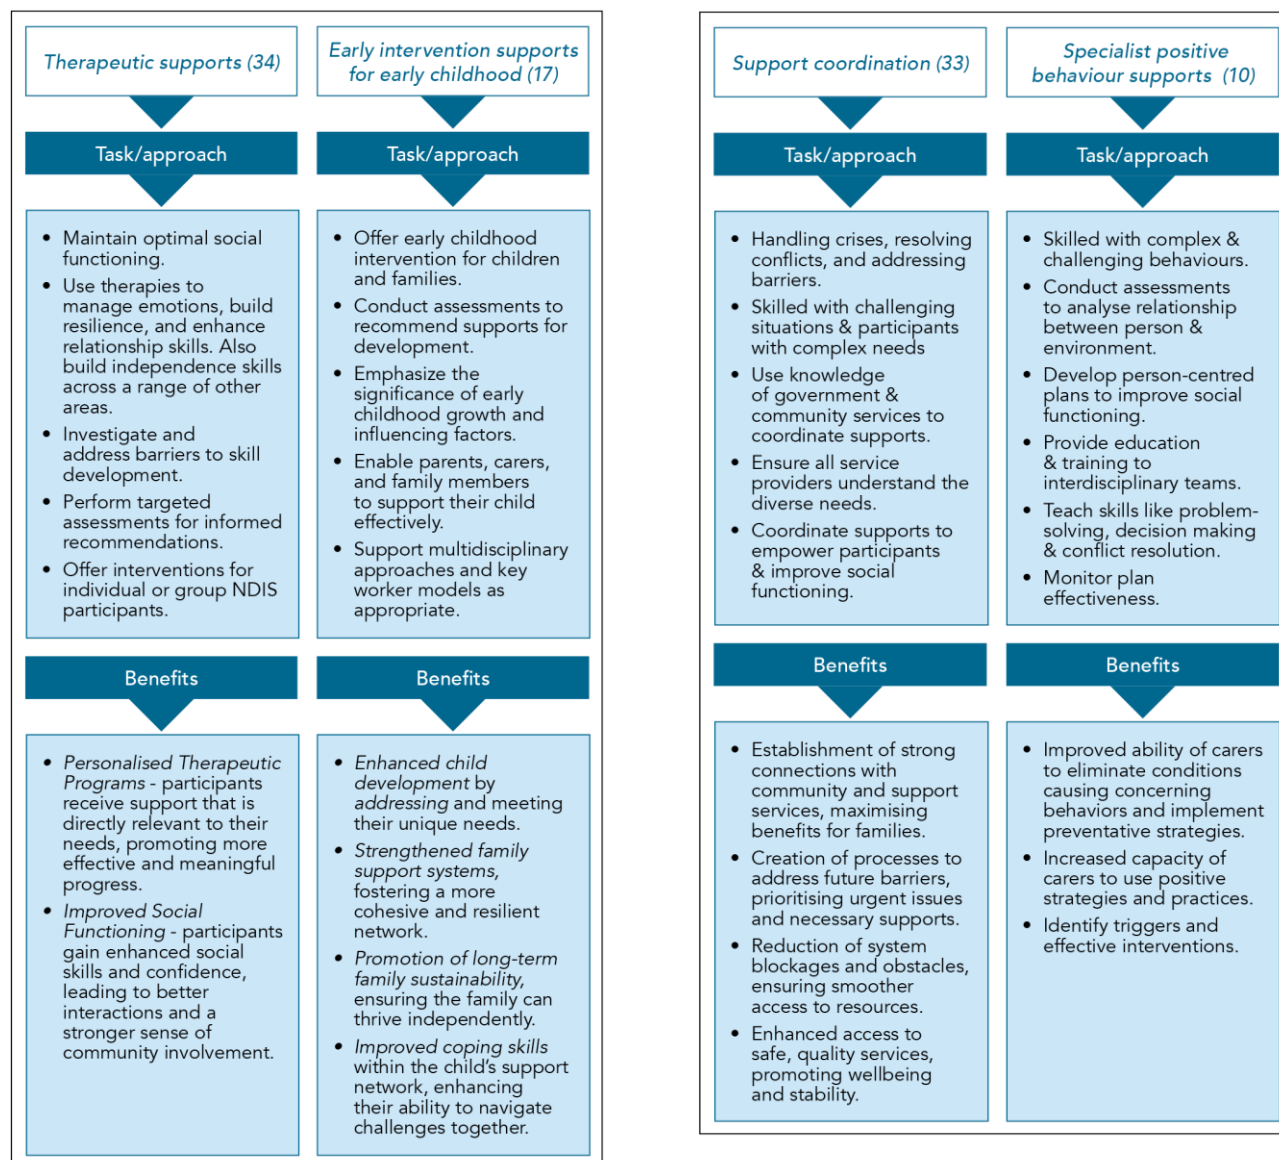 Therapeutic supports (34)
Task/approach
• Maintain optimal social
functioning.
• Use therapies to
manage emotions, build
resilience, and enhance
relationship skills. Also
build independence skills
across a range of other
areas.
• Investigate and
address barriers to skill
development.
• Perform targeted
assessments for informed
recommendations.
• Offer interventions for
individual or group NDIS
participants.
Benefits
• Personalised Therapeutic
Programs - participants
receive support that is
directly relevant to their
needs, promoting more
effective and meaningful
progress.
• Improved Social
Functioning - participants
gain enhanced social
skills and confidence,
leading to better
interactions and a
stronger sense of
community involvement.
Early intervention supports
for early childhood (17)
Task/approach
• Offer early childhood
intervention for children
and families.
• Conduct assessments to
recommend supports for
development.
• Emphasize the
significance of early
childhood growth and
influencing factors.
• Enable parents, carers,
and family members
to support their child
effectively.
• Support multidisciplinary
approaches and key
worker models as
appropriate.
Benefits
• Enhanced child
development by
addressing and meeting
their unique needs.
• Strengthened family
support systems,
fostering a more
cohesive and resilient
network.
• Promotion of long-term
family sustainability,
ensuring the family can
thrive independently.
• Improved coping skills
within the child's support
network, enhancing
their ability to navigate
challenges together.
Support coordination (33)
Task/approach
• Handling crises, resolving
conflicts, and addressing
barriers.
• Skilled with challenging
situations & participants
with complex needs
• Use knowledge
of government &
community services to
coordinate supports.
• Ensure all service
providers understand the
diverse needs.
• Coordinate supports to
empower participants
& improve social
functioning.
Benefits
• Establishment of strong
connections with
community and support
services, maximising
benefits for families.
• Creation of processes to
address future barriers,
prioritising urgent issues
and necessary supports.
• Reduction of system
blockages and obstacles,
ensuring smoother
access to resources.
• Enhanced access to
safe, quality services,
promoting wellbeing
and stability.
Specialist positive
behaviour supports (10)
Task/approach
• Skilled with complex &
challenging behaviours.
• Conduct assessments
to analyse relationship
between person &
environment.
• Develop person-centred
plans to improve social
functioning.
• Provide education
& training to
interdisciplinary teams.
• Teach skills like problem-
solving, decision making
& conflict resolution.
• Monitor plan
effectiveness.
Benefits
• Improved ability of carers
to eliminate conditions
causing concerning
behaviors and implement
preventative strategies.
• Increased capacity of
carers to use positive
strategies and practices.
• Identify triggers and
effective interventions.